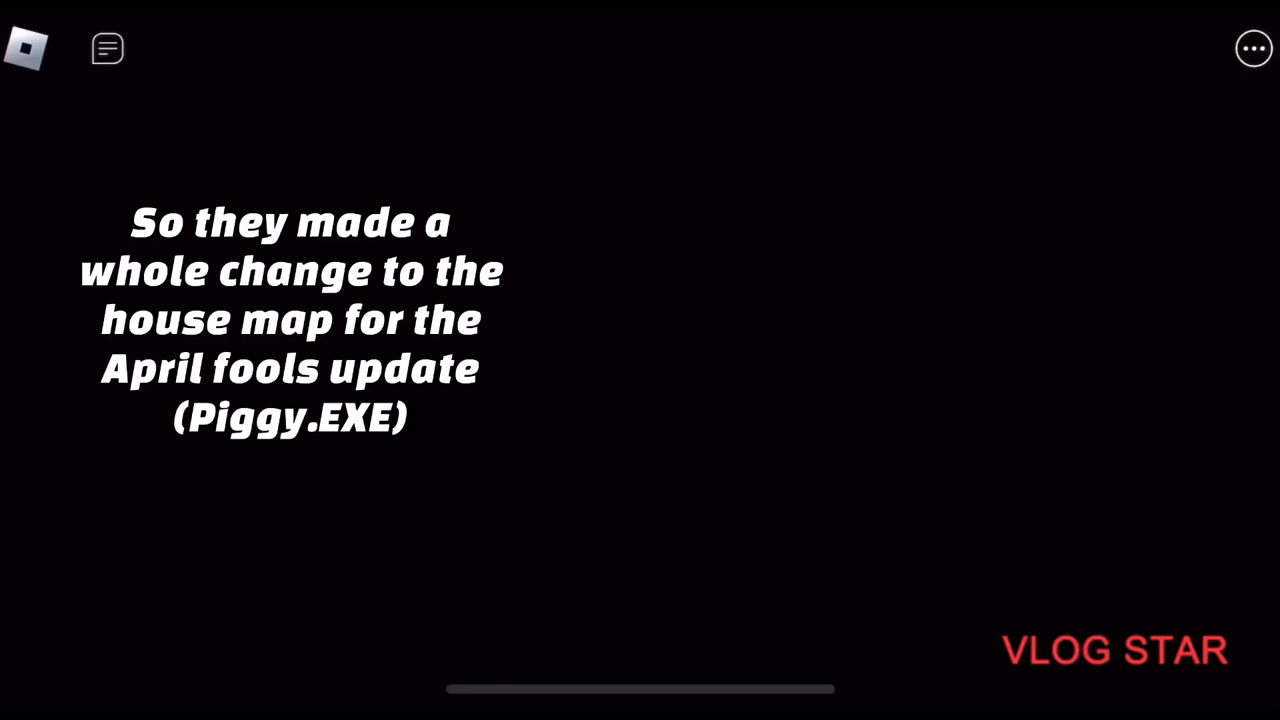 So they made a
whole change to the
house map for the
April fools update
(Piggy.EXE)
VLOG STAR